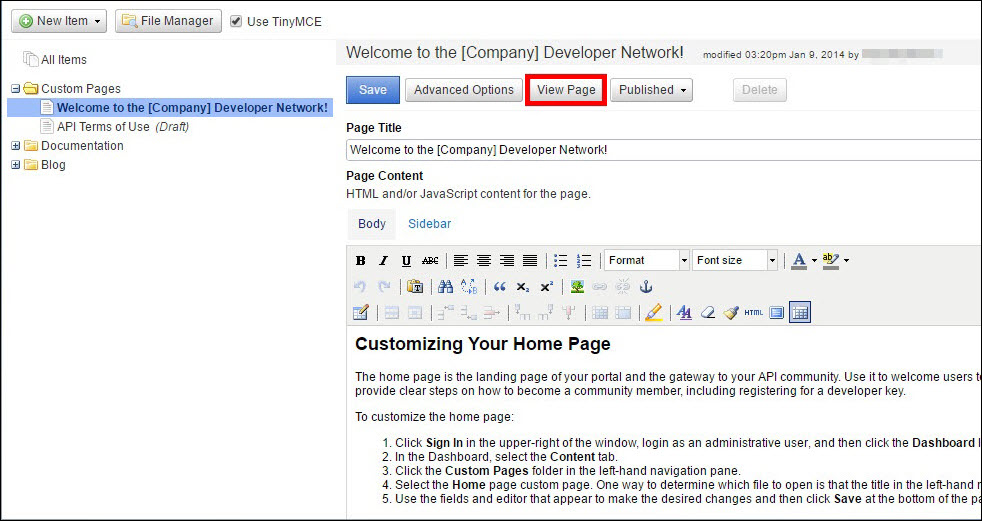 New Item File Manager Use TinyMCE
All Items
Custom Pages
Welcome to the [Company] Developer Network!
API Terms of Use (Draft)
Documentation
Blog
Welcome to the [Company] Developer Network! modified 03:20pm Jan 9, 2014 by
Save Advanced Options View Page Published Delete
Page Title
Welcome to the [Company] Developer Network!
Page Content
HTML and/or JavaScript content for the page.
Body Sidebar
B I U ABC Format Font size A ab
x₂ x²
HTML
Customizing Your Home Page
The home page is the landing page of your portal and the gateway to your API community. Use it to welcome users
provide clear steps on how to become a community member, including registering for a developer key.
To customize the home page:
1. Click Sign In in the upper-right of the window, login as an administrative user, and then click the Dashboard
2. In the Dashboard, select the Content tab.
3. Click the Custom Pages folder in the left-hand navigation pane.
4. Select the Home page custom page. One way to determine which file to open is that the title in the left-hand
5. Use the fields and editor that appear to make the desired changes and then click Save at the bottom of the